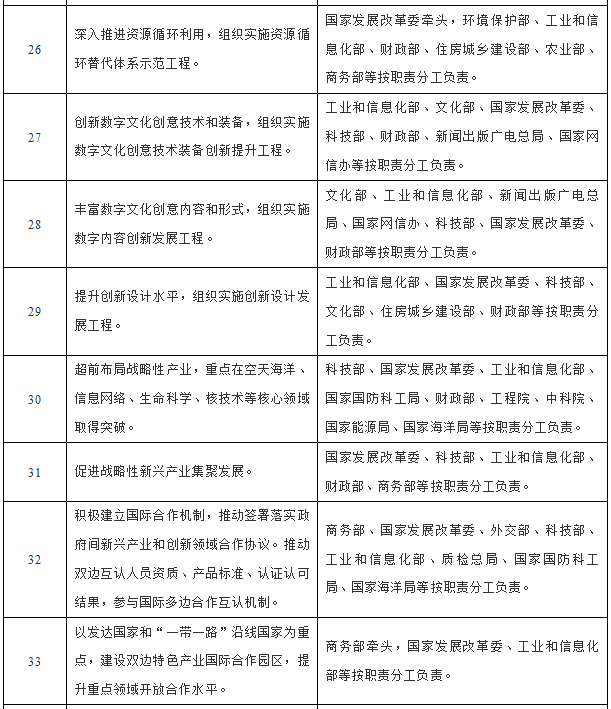 26
深入推进资源循环利用，组织实施资源循
环替代体系示范工程。
国家发展改革委牵头，环境保护部、工业和信
息化部、财政部、住房城乡建设部、农业部、
商务部等按职责分工负责。
27
创新数字文化创意技术和装备，组织实施
数字文化创意技术装备创新提升工程。
工业和信息化部、文化部、国家发展改革委、
科技部、财政部、新闻出版广电总局、国家网
信办等按职责分工负责。
28
丰富数字文化创意内容和形式，组织实施
数字内容创新发展工程。
文化部、工业和信息化部、新闻出版广电总
局、国家网信办、科技部、国家发展改革委、
财政部等按职责分工负责。
29
提升创新设计水平，组织实施创新设计发
展工程。
工业和信息化部、国家发展改革委、科技部、
文化部、住房城乡建设部、财政部等按职责分
工负责。
30
超前布局战略性产业，重点在空天海洋、
信息网络、生命科学、核技术等核心领域
取得突破。
科技部、国家发展改革委、工业和信息化部、
国家国防科工局、财政部、工程院、中科院、
国家能源局、国家海洋局等按职责分工负责。
31
促进战略性新兴产业集聚发展。
国家发展改革委、科技部、工业和信息化部、
财政部、商务部等按职责分工负责。
32
积极建立国际合作机制，推动签署落实政
府间新兴产业和创新领域合作协议。推动
双边互认人员资质、产品标准、认证认可
结果，参与国际多边合作互认机制。
商务部、国家发展改革委、外交部、科技部、
工业和信息化部、质检总局、国家国防科工
局、国家海洋局等按职责分工负责。
33
以发达国家和“一带一路”沿线国家为重
点，建设双边特色产业国际合作园区，提
升重点领域开放合作水平。
商务部牵头，国家发展改革委、工业和信息化
部等按职责分工负责。